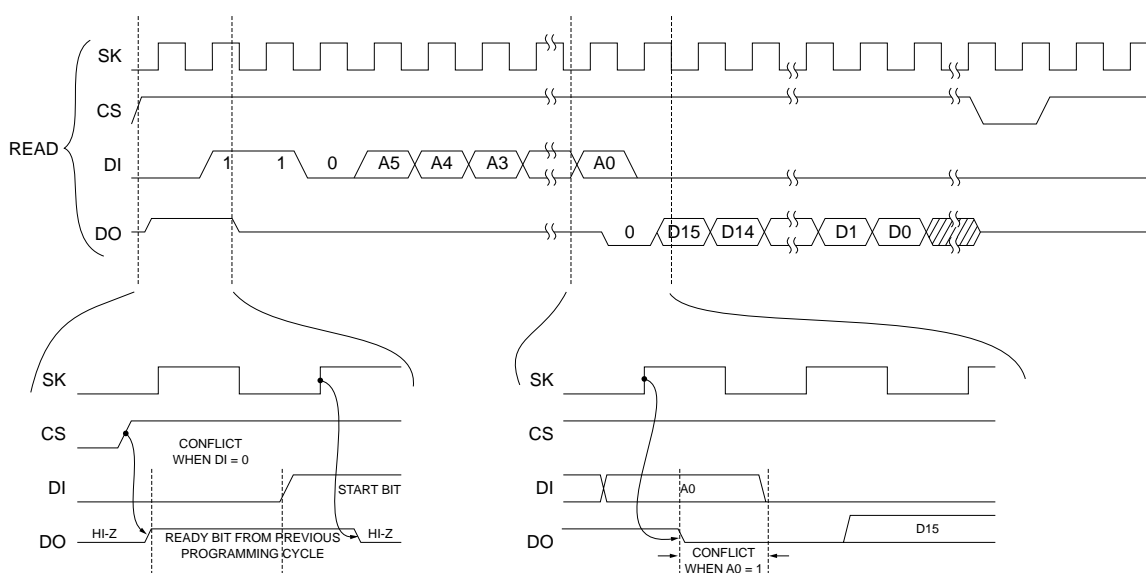 READ
SK
CS
DI 1 1 0 A5 A4 A3 A0
DO 0 D15 D14 D1 D0
SK
CS
CONFLICT
WHEN DI = 0
DI START BIT
DO HI-Z READY BIT FROM PREVIOUS HI-Z
PROGRAMMING CYCLE
SK
CS
DI A0
DO D15
CONFLICT
WHEN A0 = 1